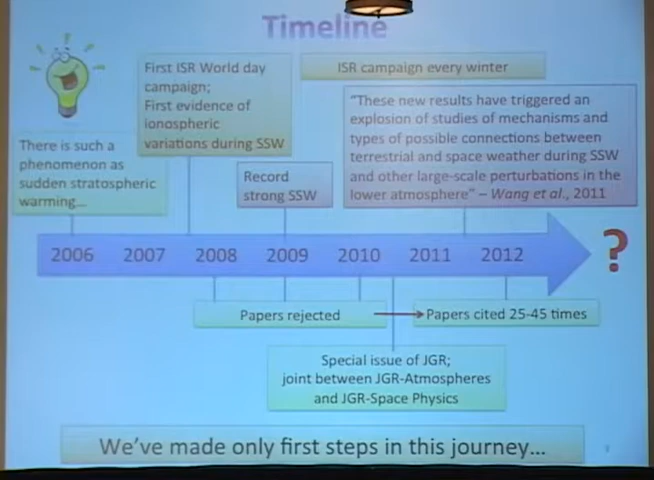 Timeline
First ISR World day
campaign;
First evidence of
ionospheric
variations during SSW
ISR campaign every winter
"These new results have triggered an
explosion of studies of mechanisms and
types of possible connections between
terrestrial and space weather during SSW
and other large-scale perturbations in the
lower atmosphere" – Wang et al., 2011
There is such a
phenomenon as
sudden stratospheric
warming...
Record
strong SSW
2006 2007 2008 2009 2010 2011 2012 ?
Papers rejected
Papers cited 25-45 times
Special issue of JGR;
joint between JGR-Atmospheres
and JGR-Space Physics
We've made only first steps in this journey...